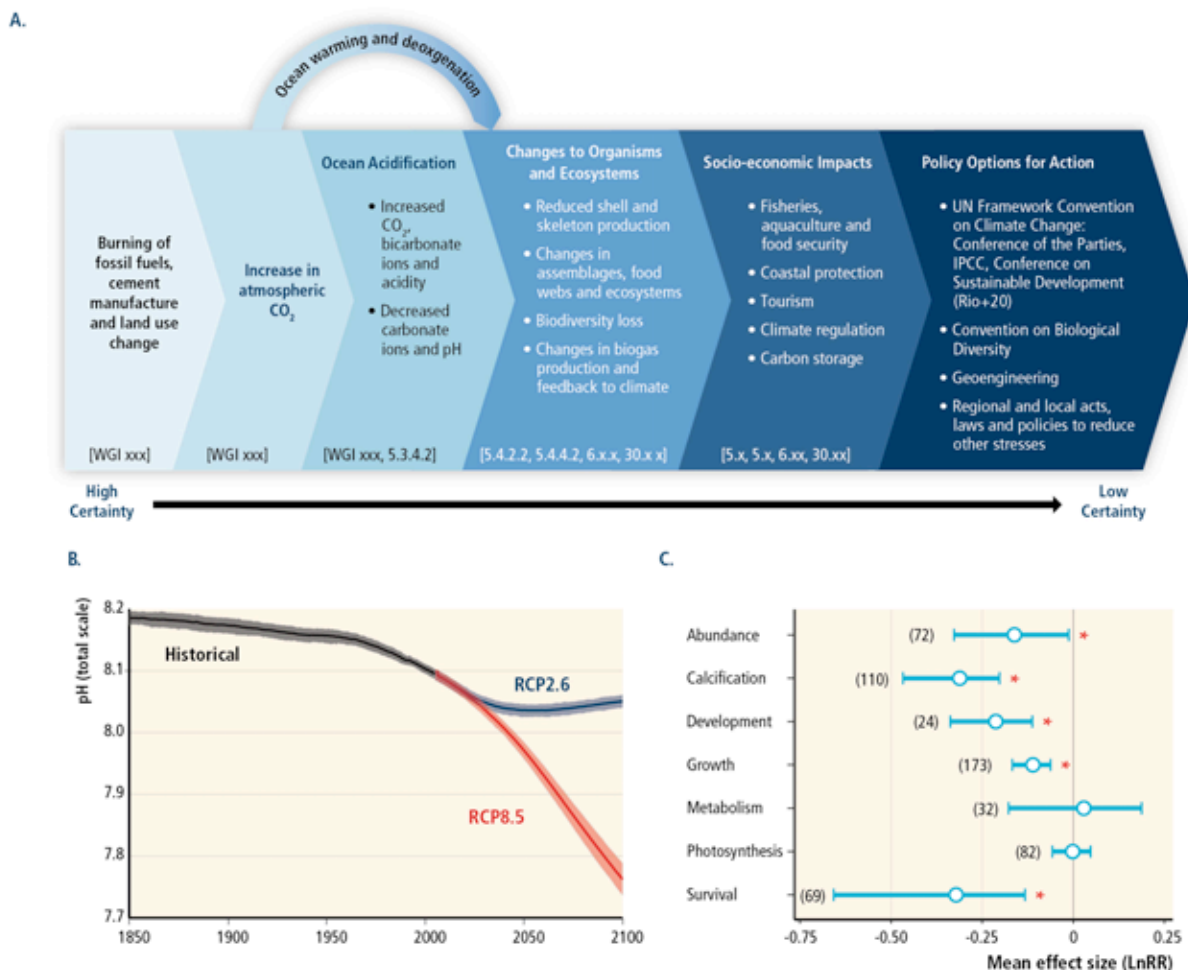 A.
Ocean warming and deoxgenation
Burning of
fossil fuels,
cement
manufacture
and land use
change
[WGI xxx]
Increase in
atmospheric
CO2
[WGI xxx]
Ocean Acidification
• Increased
CO2,
bicarbonate
ions and
acidity
• Decreased
carbonate
ions and pH
[WGI xxx, 5.3.4.2]
Changes to Organisms
and Ecosystems
• Reduced shell and
skeleton production
• Changes in
assemblages, food
webs and ecosystems
• Biodiversity loss
• Changes in biogas
production and
feedback to climate
[5.4.2.2, 5.4.4.2, 6.x.x, 30.x x]
Socio-economic Impacts
• Fisheries,
aquaculture and
food security
• Coastal protection
• Tourism
• Climate regulation
• Carbon storage
[5.x, 5.x, 6.xx, 30.xx]
Policy Options for Action
• UN Framework Convention
on Climate Change:
Conference of the Parties,
IPCC, Conference on
Sustainable Development
(Rio+20)
• Convention on Biological
Diversity
• Geoengineering
• Regional and local acts,
laws and policies to reduce
other stresses
High
Certainty
Low
Certainty
B.
pH (total scale)
8.2
8.1
8.0
7.9
7.8
7.7
Historical
RCP2.6
RCP8.5
1850 1900 1950 2000 2050 2100
C.
Abundance (72) *
Calcification (110) *
Development (24) *
Growth (173) *
Metabolism (32)
Photosynthesis (82)
Survival (69) *
-0.75 -0.50 -0.25 0 0.25
Mean effect size (LnRR)